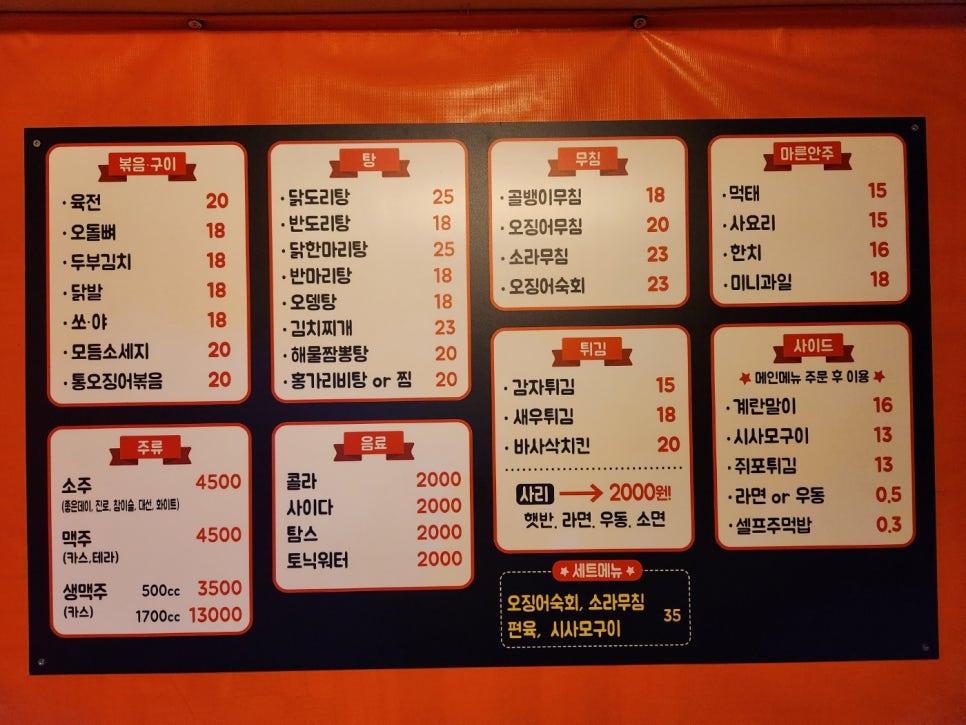 볶음·구이
·육전 20
·오돌뼈 18
·두부김치 18
·닭발 18
·쏘·야 18
·모듬소세지 20
·통오징어볶음 20
탕
·닭도리탕 25
·반도리탕 18
·닭한마리탕 25
·반마리탕 18
·오뎅탕 18
·김치찌개 23
·해물짬뽕탕 20
·홍가리비탕 or 찜 20
무침
·골뱅이무침 18
·오징어무침 20
·소라무침 23
·오징어숙회 23
마른안주
·먹태 15
·사요리 15
·한치 16
·미니과일 18
튀김
·감자튀김 15
·새우튀김 18
·바사삭치킨 20
사리 → 2000원!
햇반. 라면. 우동. 소면
사이드
★ 메인메뉴 주문 후 이용 ★
·계란말이 16
·시사모구이 13
·쥐포튀김 13
·라면 or 우동 0.5
·셀프주먹밥 0.3
주류
소주 4500
(좋은데이, 진로, 참이슬, 대선, 화이트)
맥주 4500
(카스,테라)
생맥주 500cc 3500
(카스) 1700cc 13000
음료
콜라 2000
사이다 2000
탐스 2000
토닉워터 2000
★ 세트메뉴 ★
오징어숙회, 소라무침
편육, 시사모구이 35